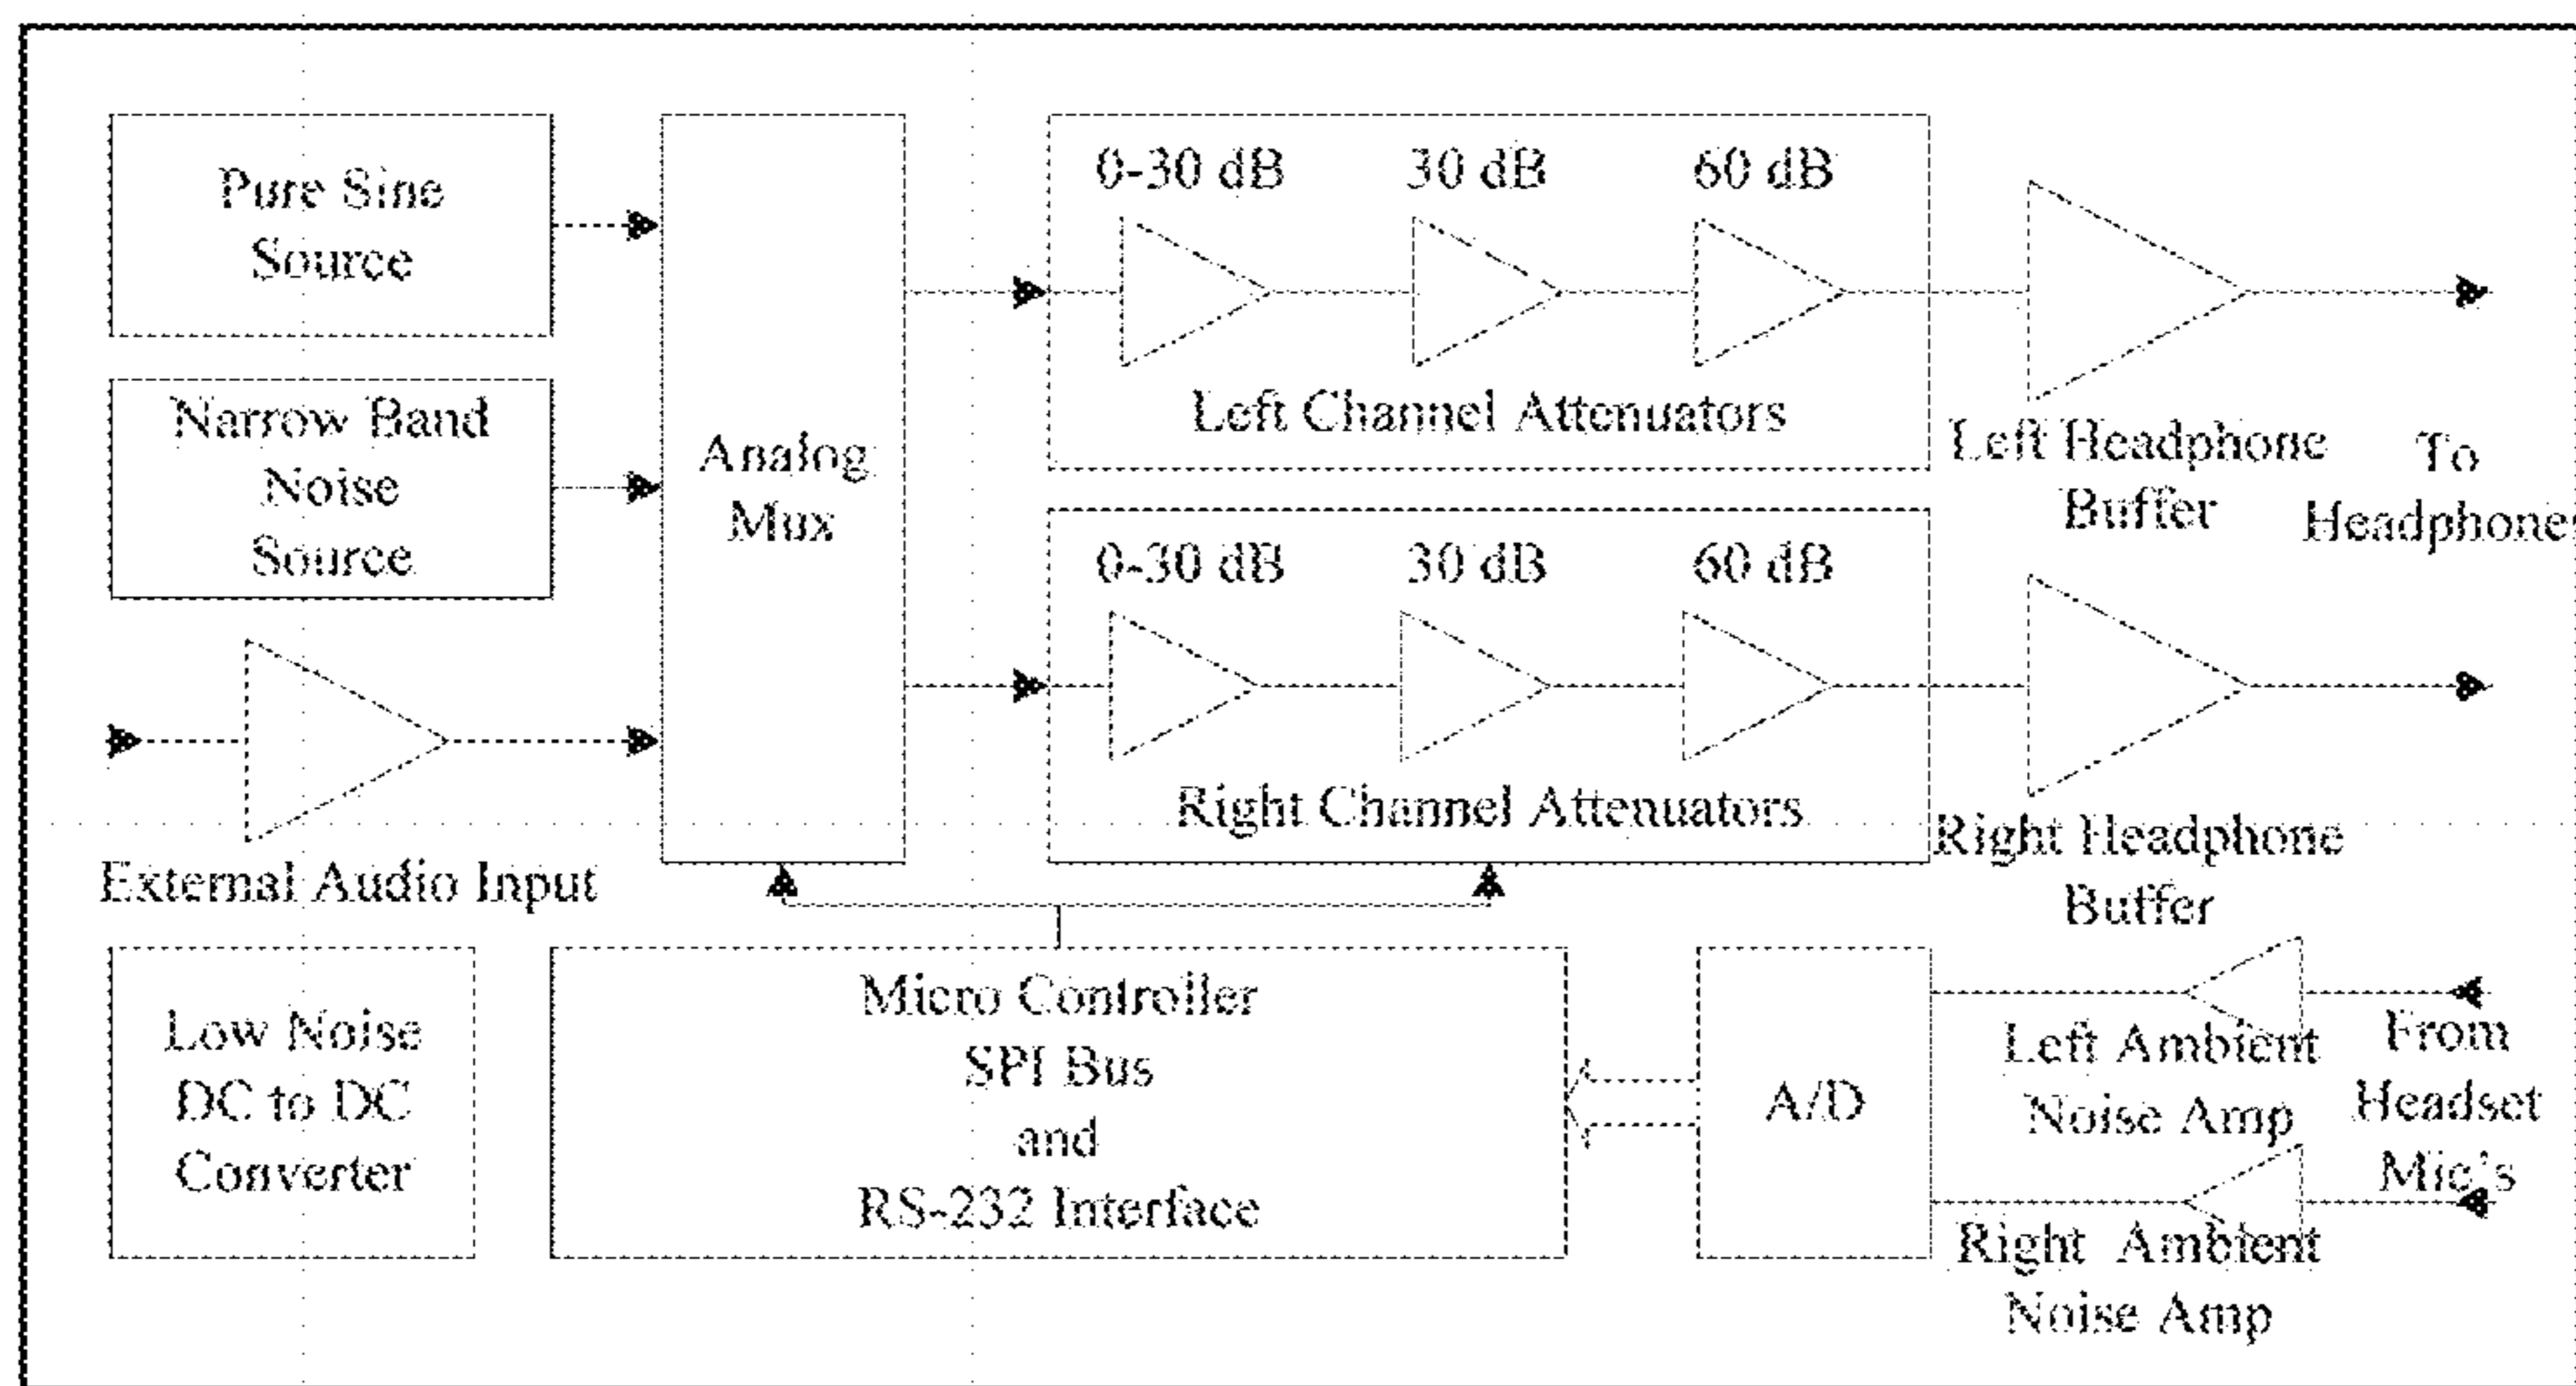 Pure Sine
Source
Narrow Band
Noise
Source
External Audio Input
Analog
Mux
0-30 dB 30 dB 60 dB
Left Channel Attenuators
0-30 dB 30 dB 60 dB
Right Channel Attenuators
Left Headphone
Buffer
To
Headphone
Right Headphone
Buffer
Low Noise
DC to DC
Converter
Micro Controller
SPI Bus
and
RS-232 Interface
A/D
Left Ambient
Noise Amp
From
Headset
Mic's
Right Ambient
Noise Amp